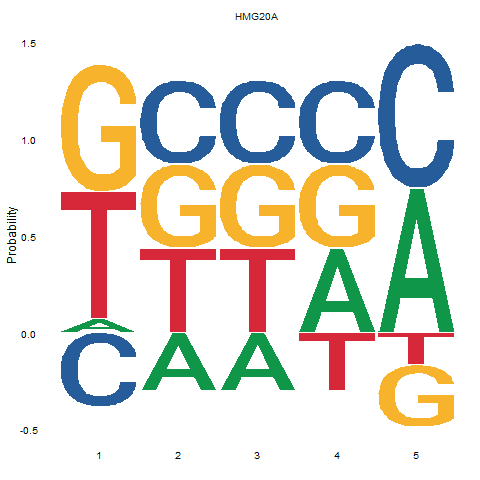 HMG20A
1.5
1.0
0.5
0.0
-0.5
Probability
G C C C C
G G G A
T T T A
A
C A A T T
G
1 2 3 4 5